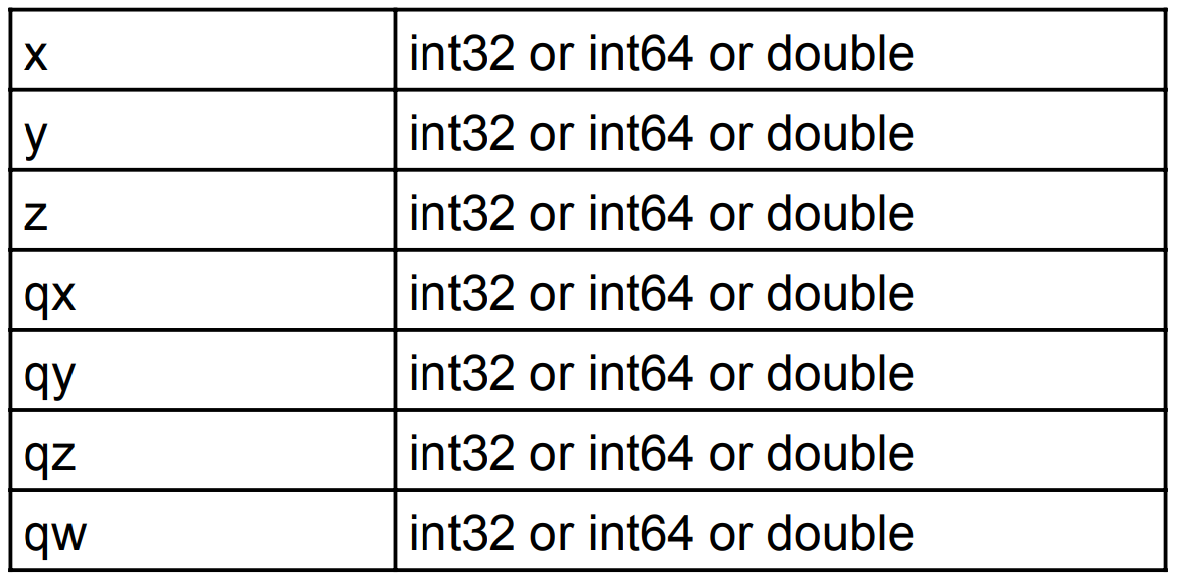 x int32 or int64 or double
y int32 or int64 or double
z int32 or int64 or double
qx int32 or int64 or double
qy int32 or int64 or double
qz int32 or int64 or double
qw int32 or int64 or double